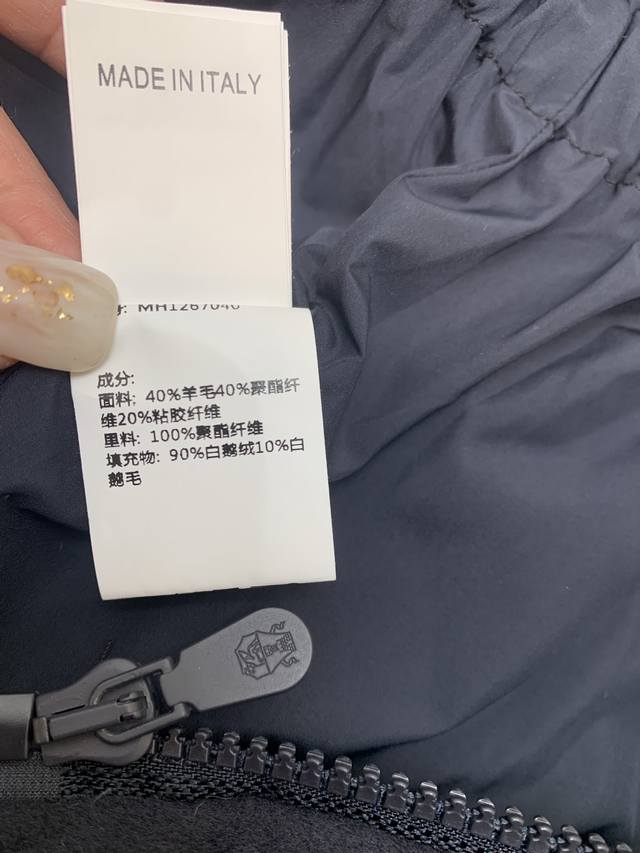 MADE IN ITALY
号: MH1267040
成分:
面料: 40%羊毛40%聚酯纤
维20%粘胶纤维
里料: 100%聚酯纤维
填充物: 90%白鹅绒10%白
鹅毛